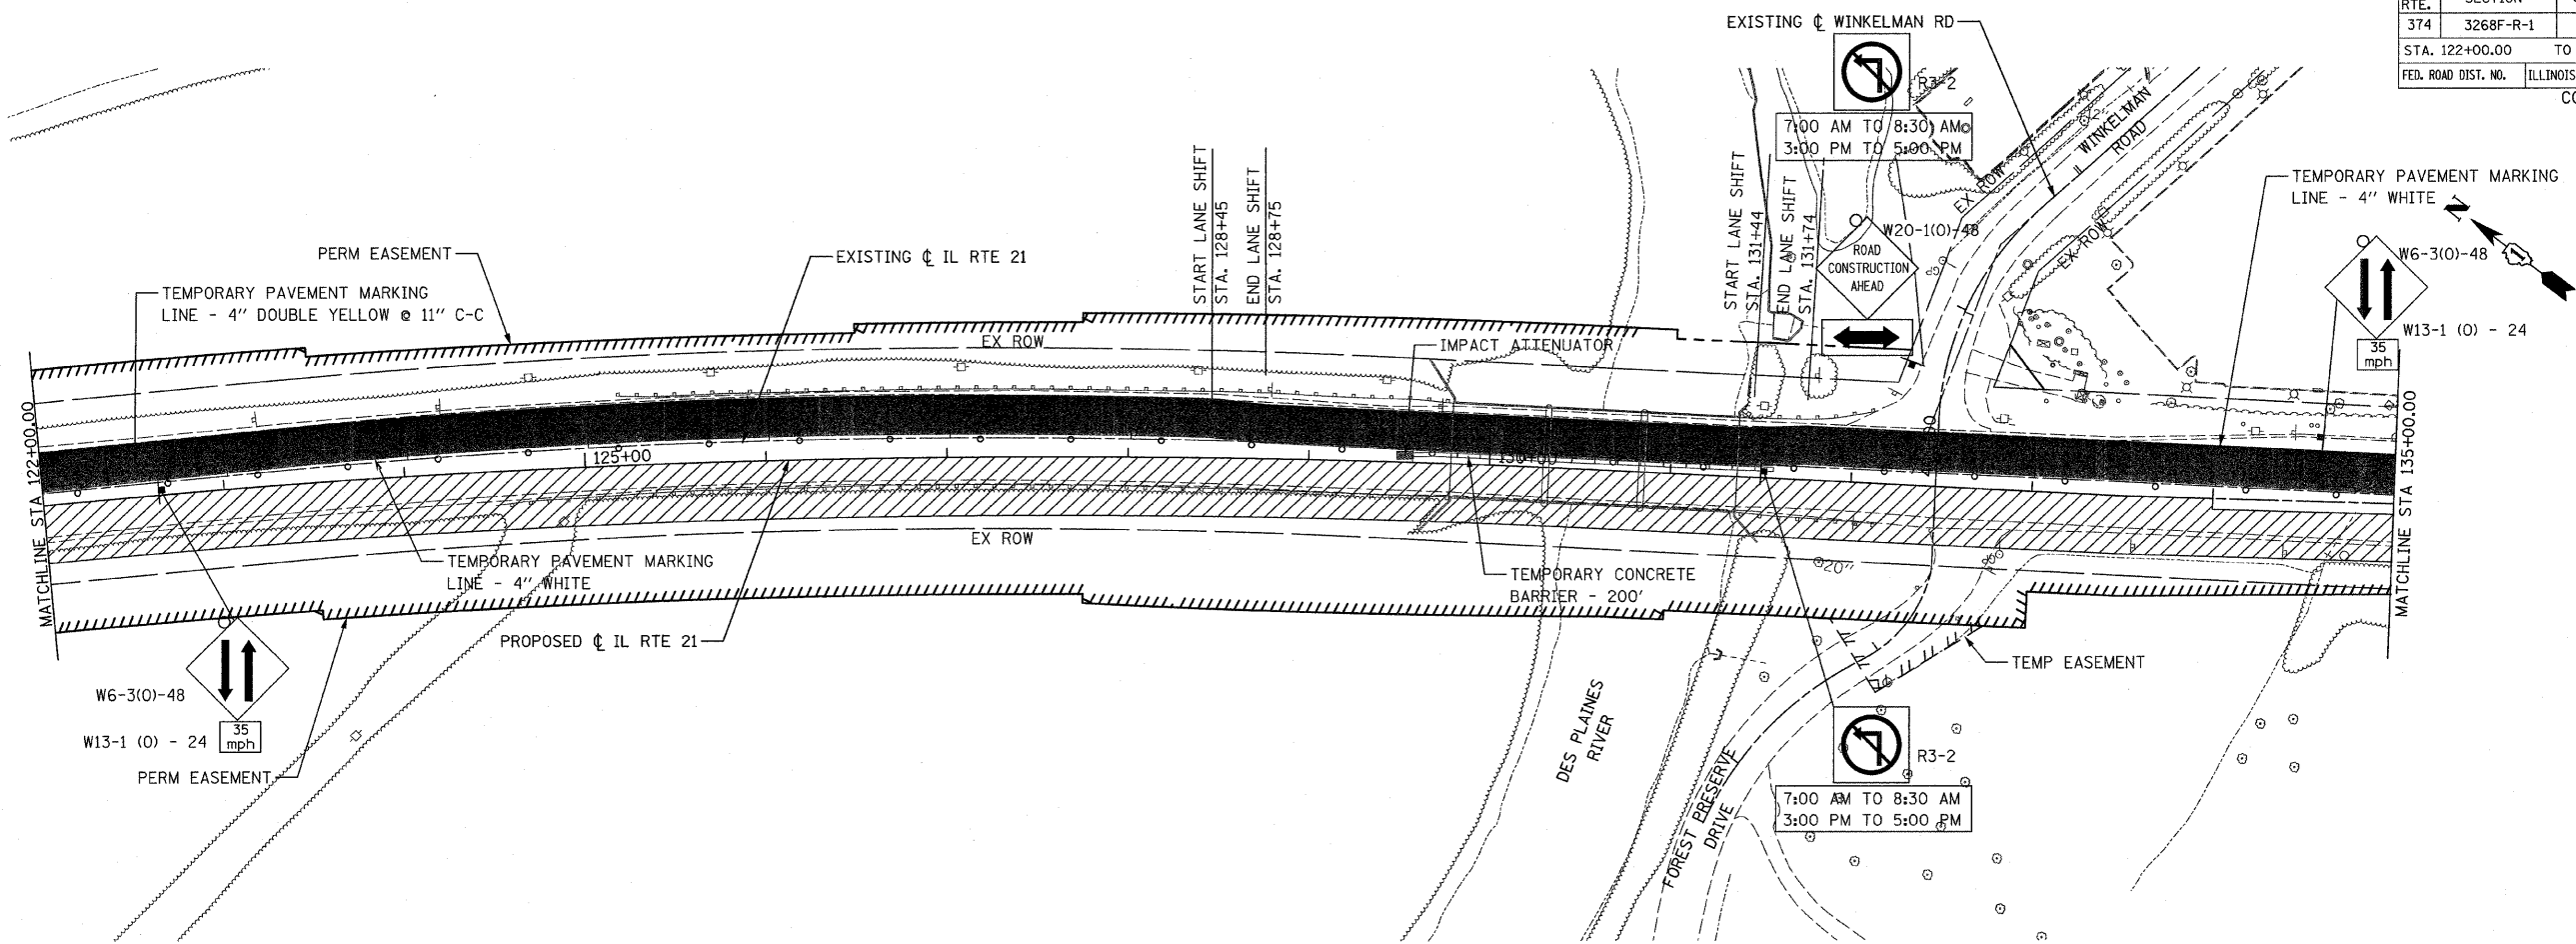 EXISTING ℄ WINKELMAN RD
RTE.
374 3268F-R-1
STA. 122+00.00 TO
FED. ROAD DIST. NO. ILLINOIS
R3-2
7:00 AM TO 8:30 AM
3:00 PM TO 5:00 PM
WINKELMAN
ROAD
EX ROW
EX ROW
TEMPORARY PAVEMENT MARKING
LINE - 4" WHITE
N
1
START LANE SHIFT
STA. 128+45
END LANE SHIFT
STA. 128+75
START LANE SHIFT
STA. 131+44
END LANE SHIFT
STA. 131+74
W20-1(O)-48
ROAD
CONSTRUCTION
AHEAD
W6-3(O)-48
W13-1 (O) - 24
35
mph
PERM EASEMENT
EXISTING ℄ IL RTE 21
TEMPORARY PAVEMENT MARKING
LINE - 4" DOUBLE YELLOW @ 11" C-C
EX ROW
IMPACT ATTENUATOR
MATCHLINE STA 122+00.00
125+00
MATCHLINE STA 135+00.00
EX ROW
TEMPORARY PAVEMENT MARKING
LINE - 4" WHITE
TEMPORARY CONCRETE
BARRIER - 200'
20"
PROPOSED ℄ IL RTE 21
TEMP EASEMENT
W6-3(O)-48
W13-1 (O) - 24
35
mph
PERM EASEMENT
DES PLAINES
RIVER
FOREST PRESERVE
DRIVE
R3-2
7:00 AM TO 8:30 AM
3:00 PM TO 5:00 PM